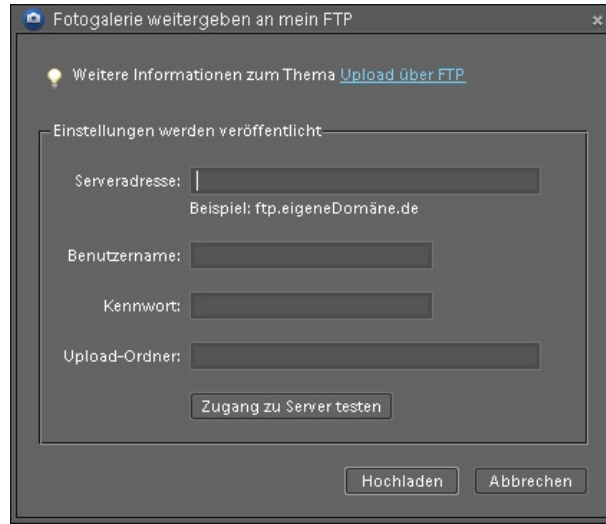 Fotogalerie weitergeben an mein FTP
Weitere Informationen zum Thema Upload über FTP
Einstellungen werden veröffentlicht
Serveradresse:
Beispiel: ftp.eigeneDomäne.de
Benutzername:
Kennwort:
Upload-Ordner:
Zugang zu Server testen
Hochladen Abbrechen